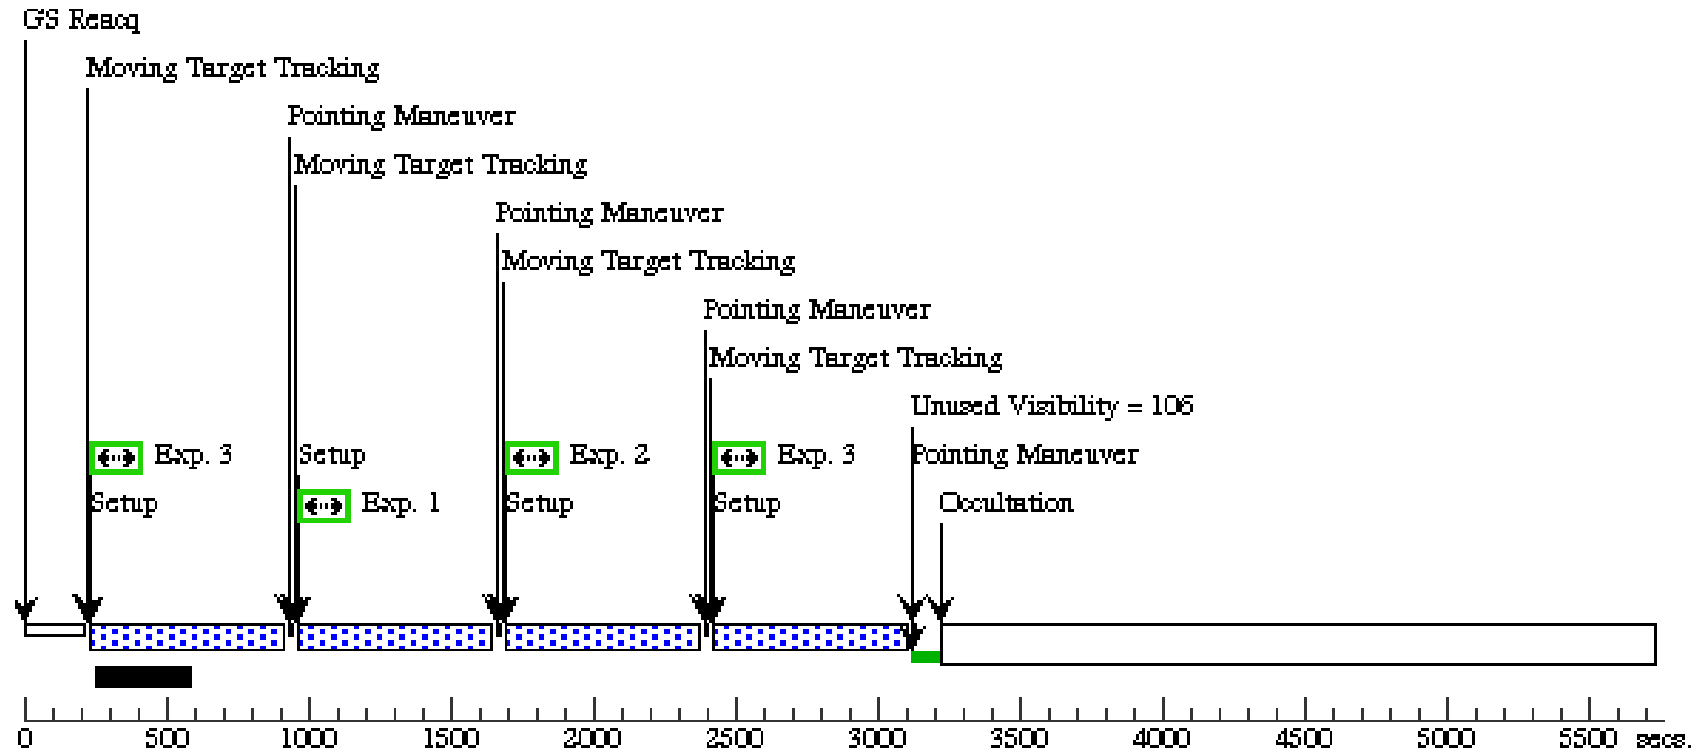 GS Reacq
Moving Target Tracking
Pointing Maneuver
Moving Target Tracking
Pointing Maneuver
Moving Target Tracking
Pointing Maneuver
Moving Target Tracking
Unused Visibility = 106
Exp. 3 Setup Exp. 2 Exp. 3 Pointing Maneuver
Setup Exp. 1 Setup Setup Occultation
0 500 1000 1500 2000 2500 3000 3500 4000 4500 5000 5500 secs.